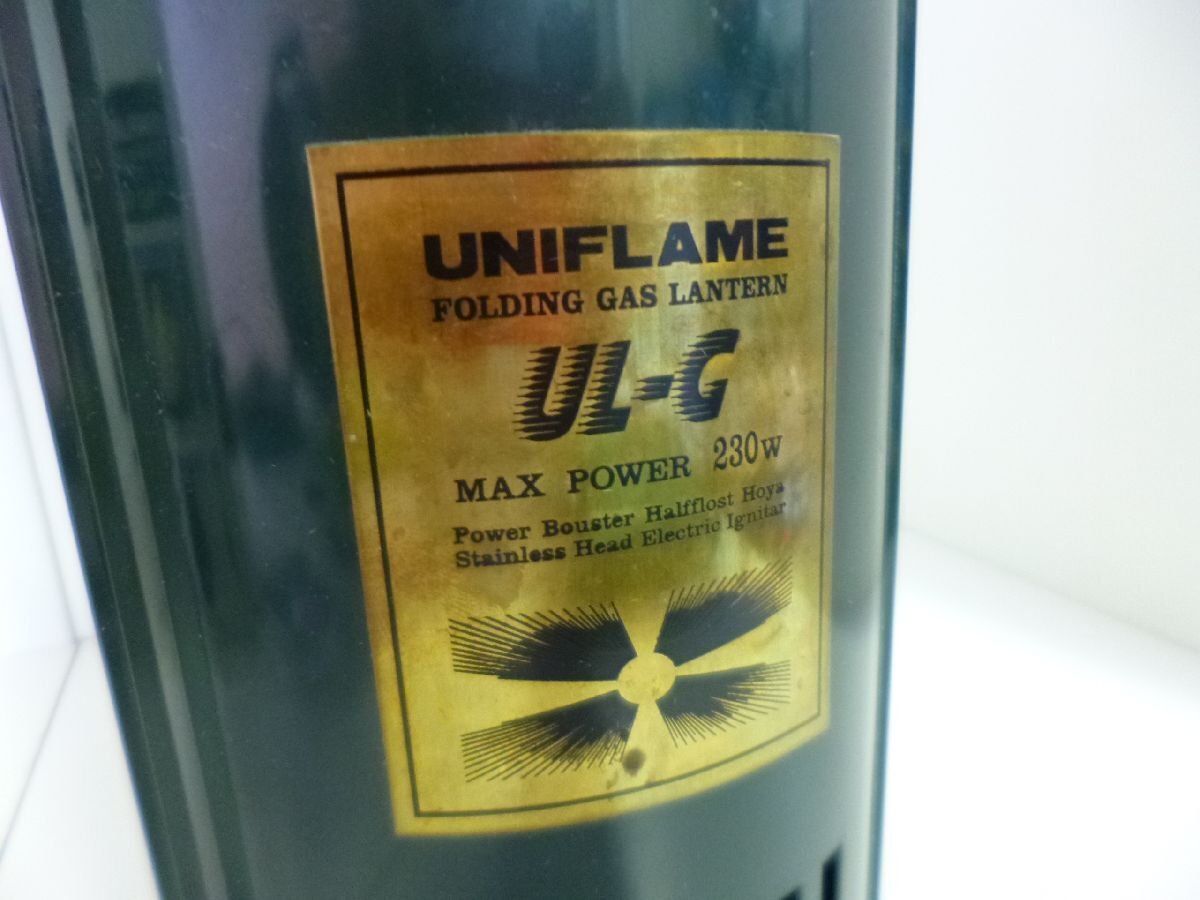 UNIFLAME
FOLDING GAS LANTERN
UL-G
MAX POWER 230W
Power Bouster Halfflost Hoya
Stainless Head Electric Ignitar